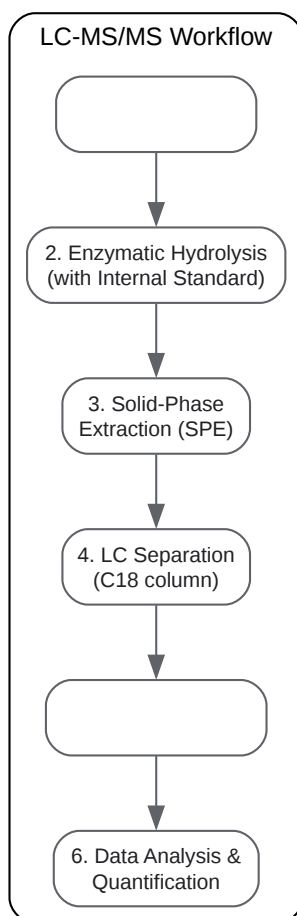 LC-MS/MS Workflow
2. Enzymatic Hydrolysis
(with Internal Standard)
3. Solid-Phase
Extraction (SPE)
4. LC Separation
(C18 column)
6. Data Analysis &
Quantification